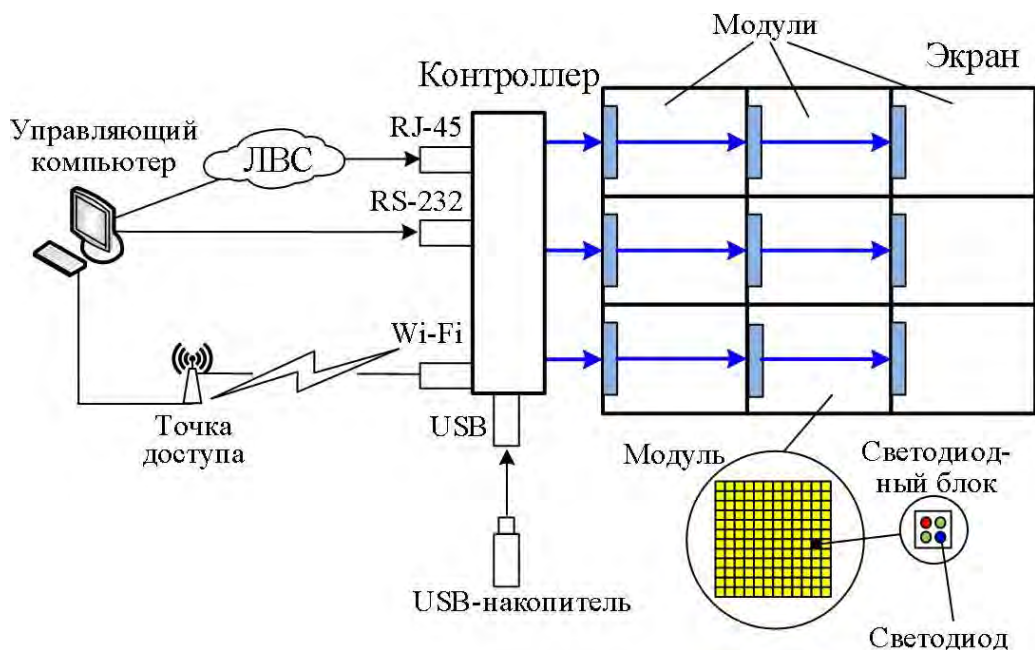 Модули
Экран
Контроллер
Управляющий
компьютер
RJ-45
ЛВС
RS-232
Wi-Fi
Точка
доступа
USB
USB-накопитель
Модуль
Светодиод-
ный блок
Светодиод